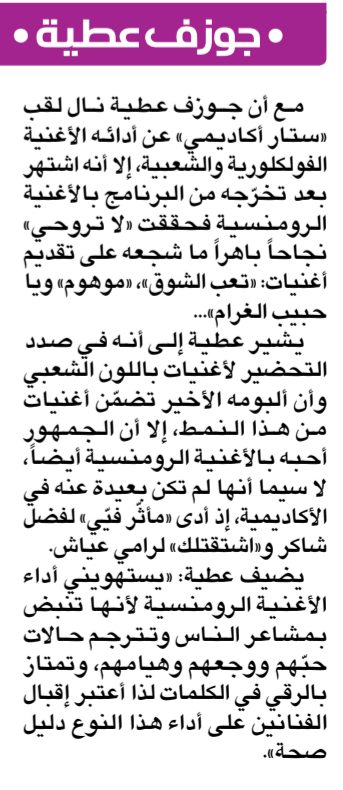 • جوزف عطية •
مع أن جوزف عطية نال لقب
«ستار أكاديمي» عن أدائه الأغنية
الفولكلورية والشعبية، إلا أنه اشتهر
بعد تخرّجه من البرنامج بالأغنية
الرومنسية فحققت «لا تروحي»
نجاحاً باهراً ما شجعه على تقديم
أغنيات: «تعب الشوق»، «موهوم» ويا
حبيب الغرام»...
يشير عطية إلى أنه في صدد
التحضير لأغنيات باللون الشعبي
وأن ألبومه الأخير تضمّن أغنيات
من هذا النمط، إلا أن الجمهور
أحبه بالأغنية الرومنسية أيضاً،
لا سيما أنها لم تكن بعيدة عنه في
الأكاديمية، إذ أدى «مأثّر فيّي» لفضل
شاكر و«اشتقتلك» لرامي عياش.
يضيف عطية: «يستهويني أداء
الأغنية الرومنسية لأنها تنبض
بمشاعر الناس وتترجم حالات
حبّهم ووجعهم وهيامهم، وتمتاز
بالرقي في الكلمات لذا أعتبر إقبال
الفنانين على أداء هذا النوع دليل
صحة».